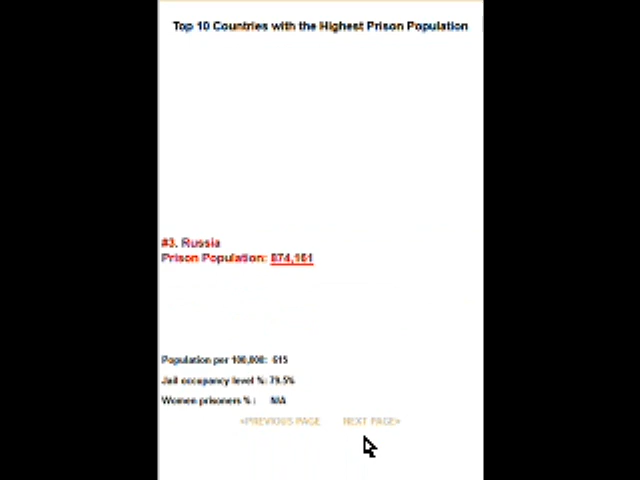 Top 10 Countries with the Highest Prison Population
#3. Russia
Prison Population: 874,161
Population per 100,000: 615
Jail occupancy level %: 79.5%
Women prisoners %: N/A
<PREVIOUS PAGE NEXT PAGE>